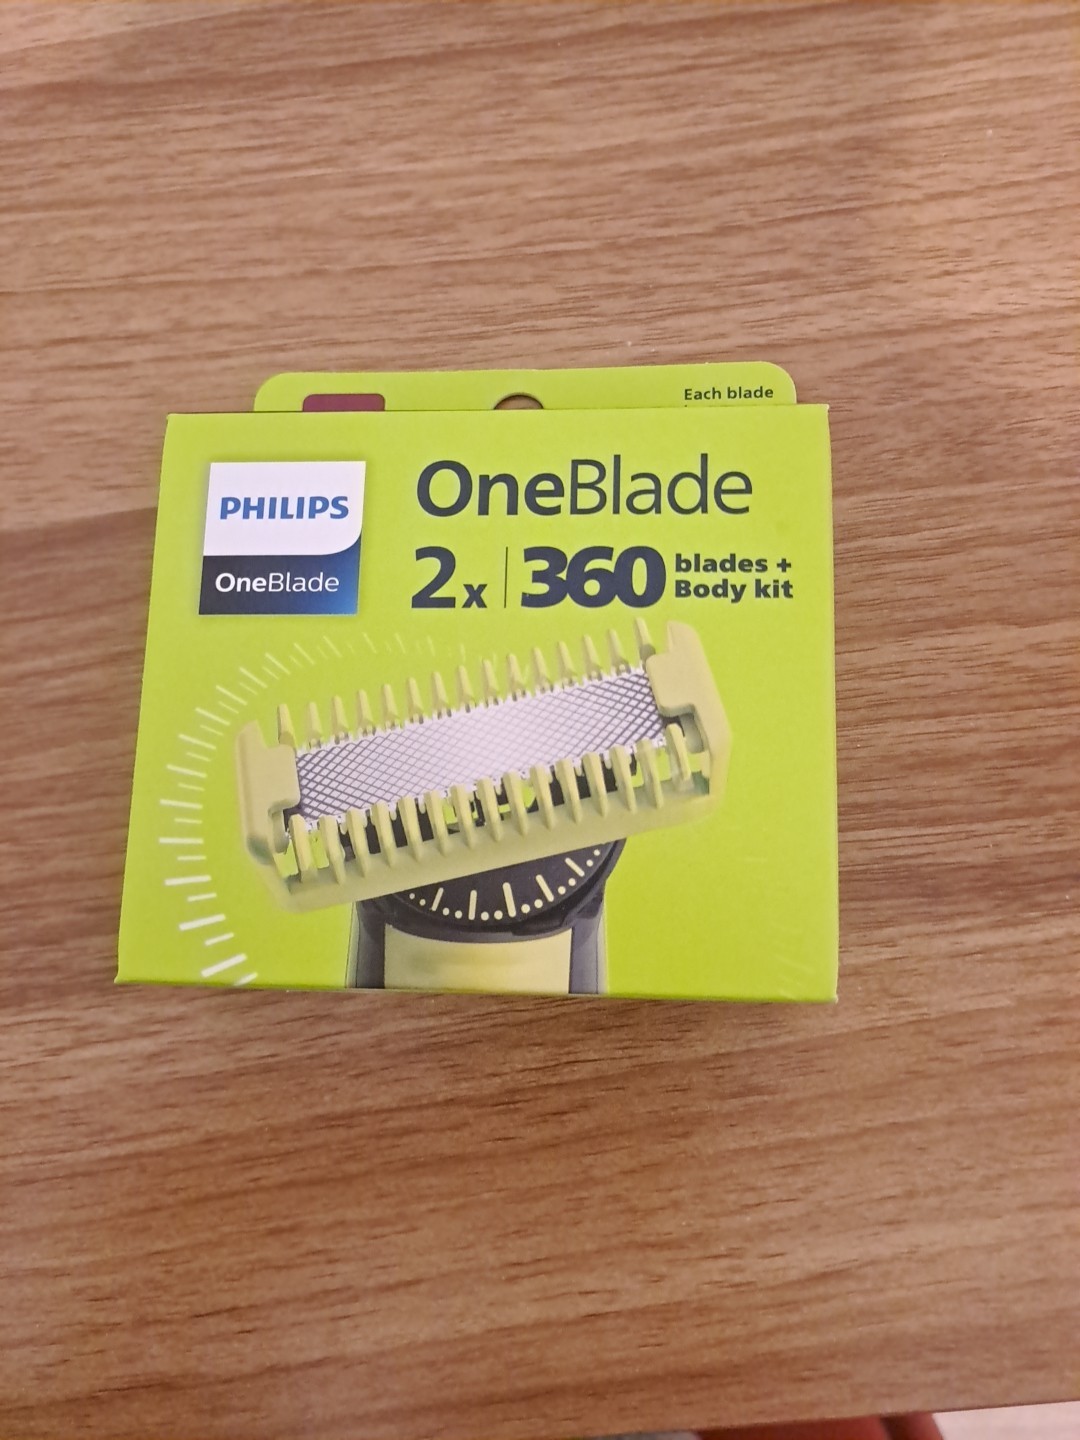 Each blade
PHILIPS
OneBlade
OneBlade
2x | 360 blades +
Body kit